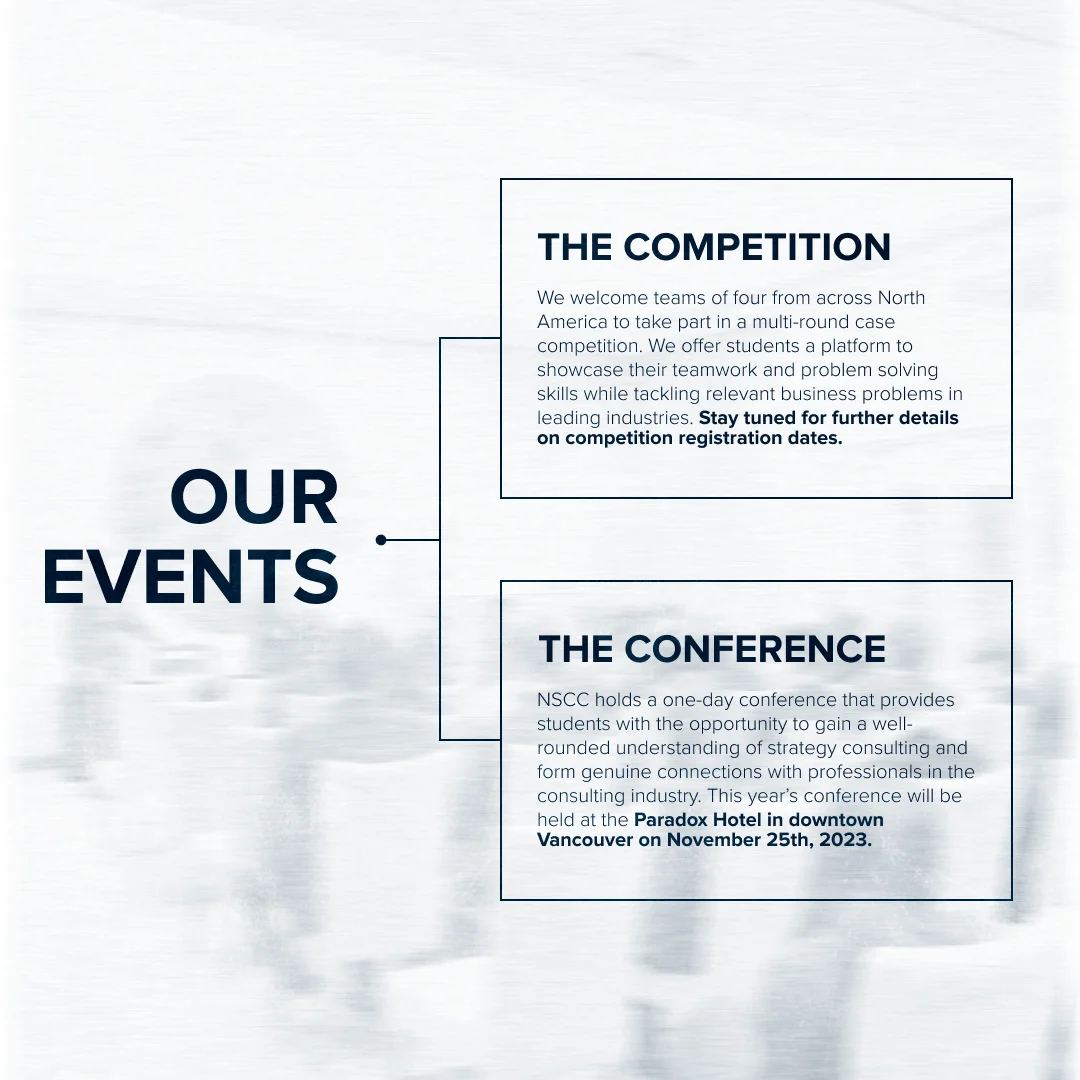 OUR
EVENTS
THE COMPETITION
We welcome teams of four from across North
America to take part in a multi-round case
competition. We offer students a platform to
showcase their teamwork and problem solving
skills while tackling relevant business problems in
leading industries. Stay tuned for further details
on competition registration dates.
THE CONFERENCE
NSCC holds a one-day conference that provides
students with the opportunity to gain a well-
rounded understanding of strategy consulting and
form genuine connections with professionals in the
consulting industry. This year’s conference will be
held at the Paradox Hotel in downtown
Vancouver on November 25th, 2023.